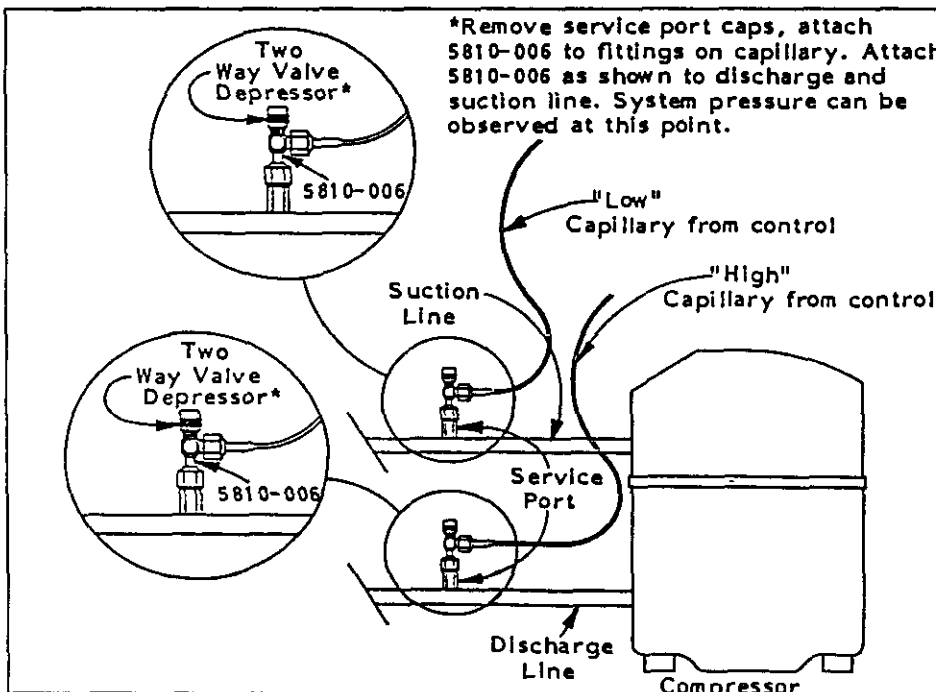 *Remove service port caps, attach
5810-006 to fittings on capillary. Attach
5810-006 as shown to discharge and
suction line. System pressure can be
observed at this point.
Two
Way Valve
Depressor*
5810-006
"Low"
Capillary from control
"High"
Capillary from control
Suction
Line
Two
Way Valve
Depressor*
5810-006
Service
Port
Discharge
Line
Compressor